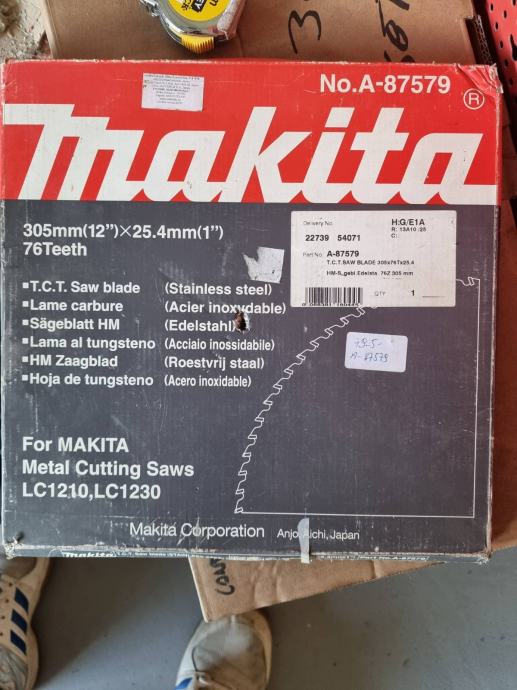 No.A-87579
makita®
305mm(12")×25.4mm(1")
76Teeth
Delivery No.
H:G/E1A
R: 13A10 .25
C:
22739 54071
Part No. A-87579
T.C.T.SAW BLADE 305x76Tx25.4
HM-S„gebl.Edelsta 76Z 305 mm
QTY 1
■T.C.T. Saw blade (Stainless steel)
■Lame carbure (Acier inoxydable)
■Sägeblatt HM (Edelstahl)
■Lama al tungsteno (Acciaio inossidabile)
■HM Zaagblad (Roestvrij staal)
■Hoja de tungsteno (Acero inoxidable)
A-87579
For MAKITA
Metal Cutting Saws
LC1210,LC1230
Makita Corporation Anjo, Aichi, Japan